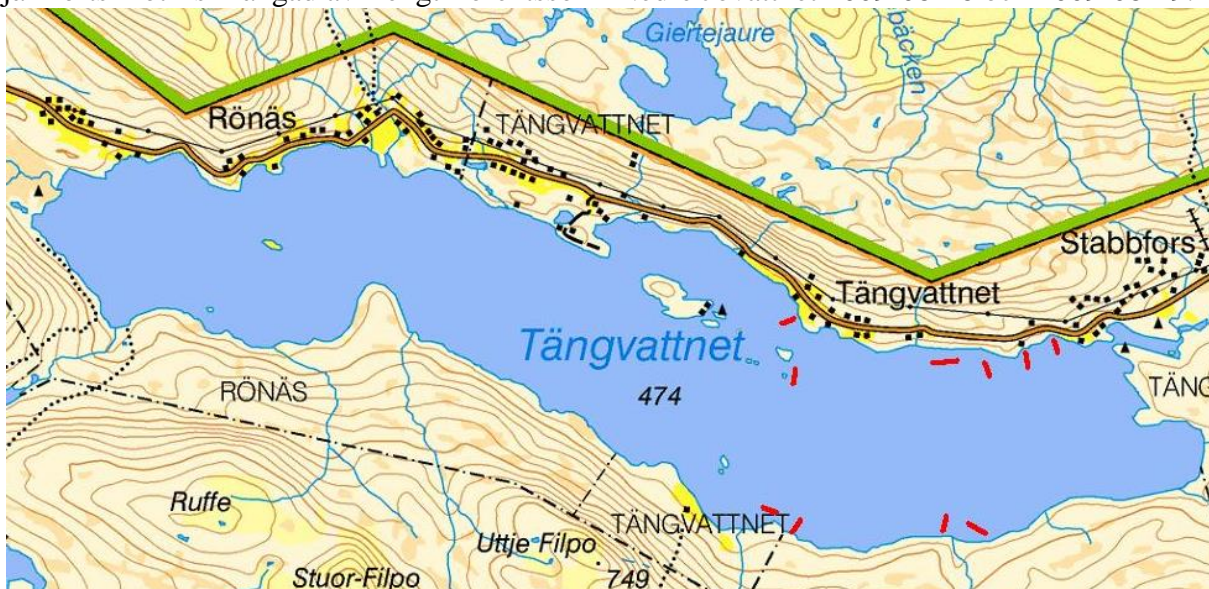 Giertejaure
bäcken
Rönäs
TÄNGVATTNET
Stabbfors
Tängvattnet
Tängvattnet
474
RÖNÄS
TÄNG
Ruffe
TÄNGVATTNET
Uttje Filpo
749
Stuor-Filpo